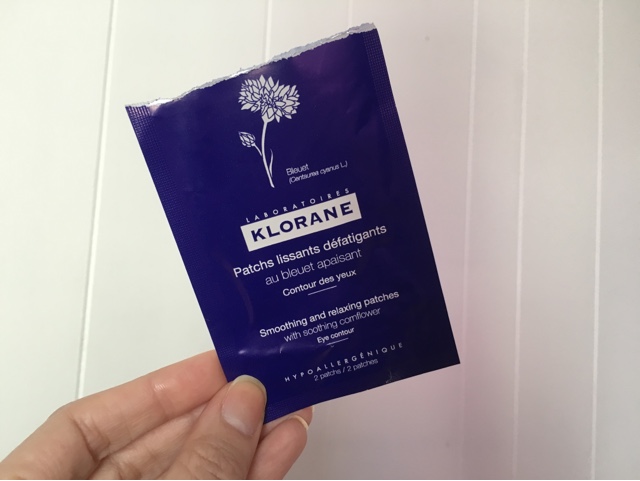 Bleuet
(Centaurea cyanus L.)
LABORATOIRES
KLORANE
Patchs lissants défatigants
au bleuet apaisant
Contour des yeux
Smoothing and relaxing patches
with soothing cornflower
Eye contour
HYPOALLERGÉNIQUE
2 patchs / 2 patches